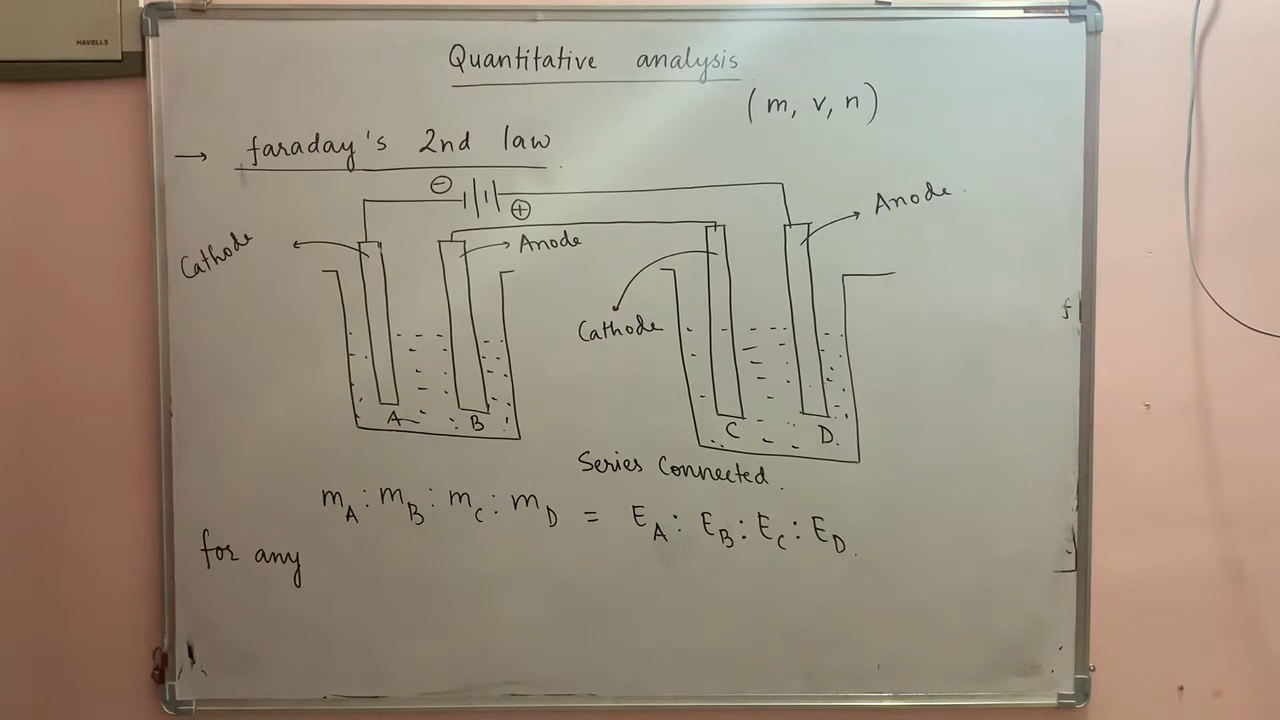 HAVELLS
Quantitative analysis
(m, v, n)
→ faraday's 2nd law
⊖
⊕
Cathode
Anode
Cathode
Anode
A
B
C
D
Series Connected
m_A : m_B : m_C : m_D = E_A : E_B : E_C : E_D
for any